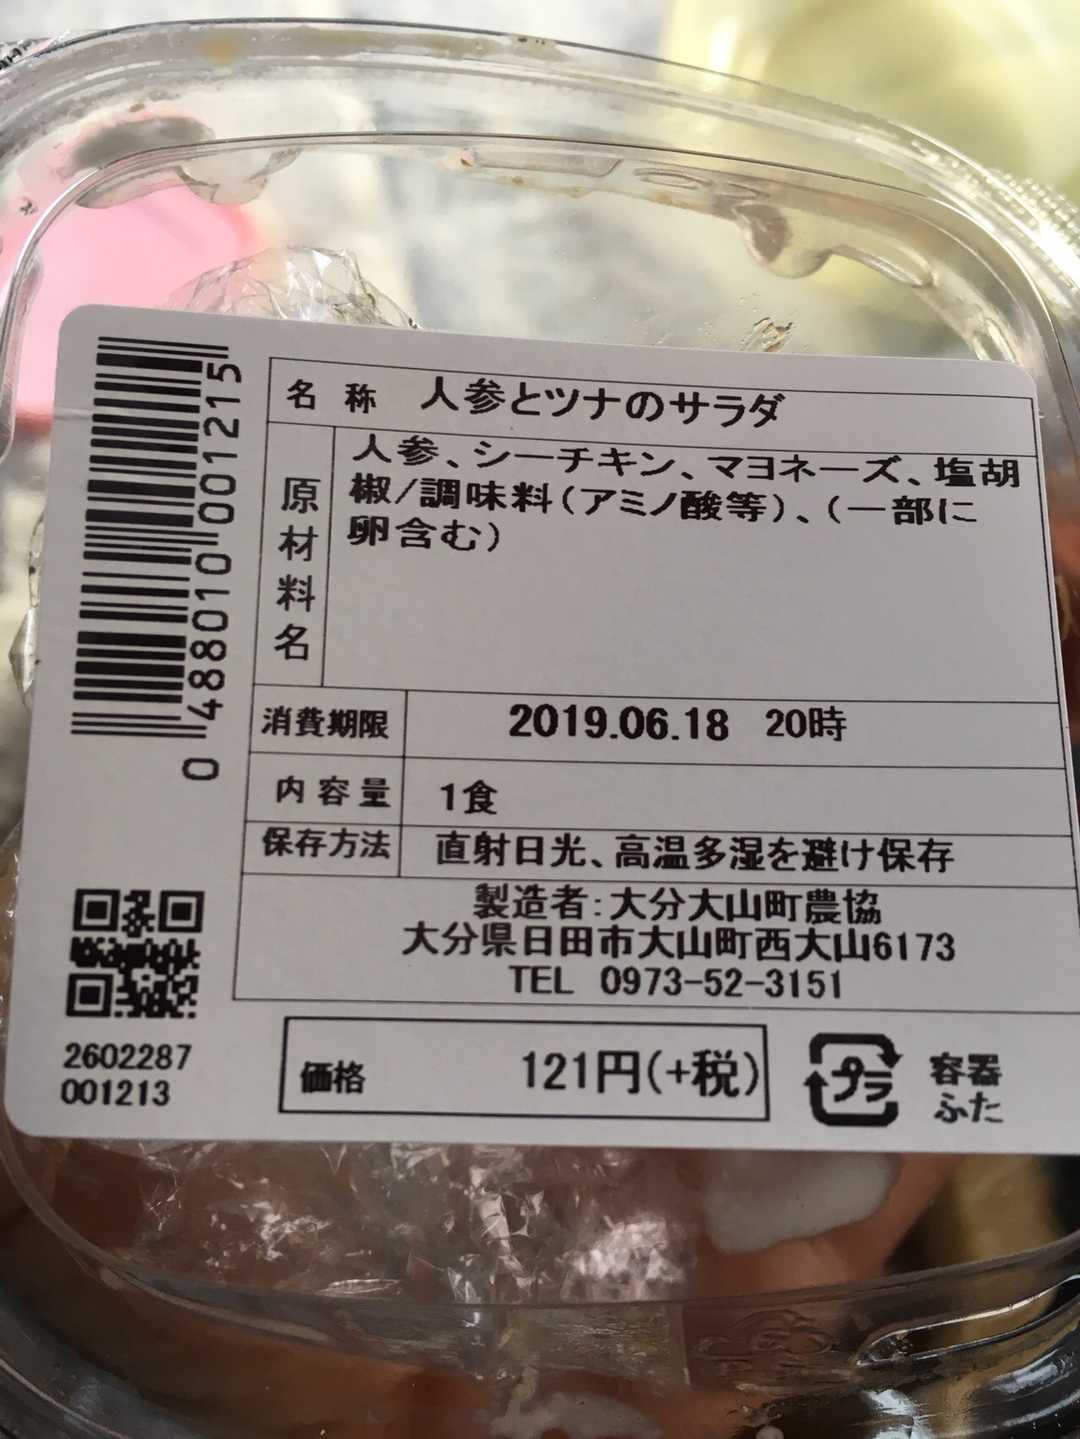 名称 人参とツナのサラダ
原材料名 人参、シーチキン、マヨネーズ、塩胡
椒/調味料(アミノ酸等)、(一部に
卵含む)
消費期限 2019.06.18 20時
内容量 1食
保存方法 直射日光、高温多湿を避け保存
製造者:大分大山町農協
大分県日田市大山町西大山6173
TEL 0973-52-3151
価格 121円(+税)
プラ
容器
ふた
0488010001215
2602287
001213